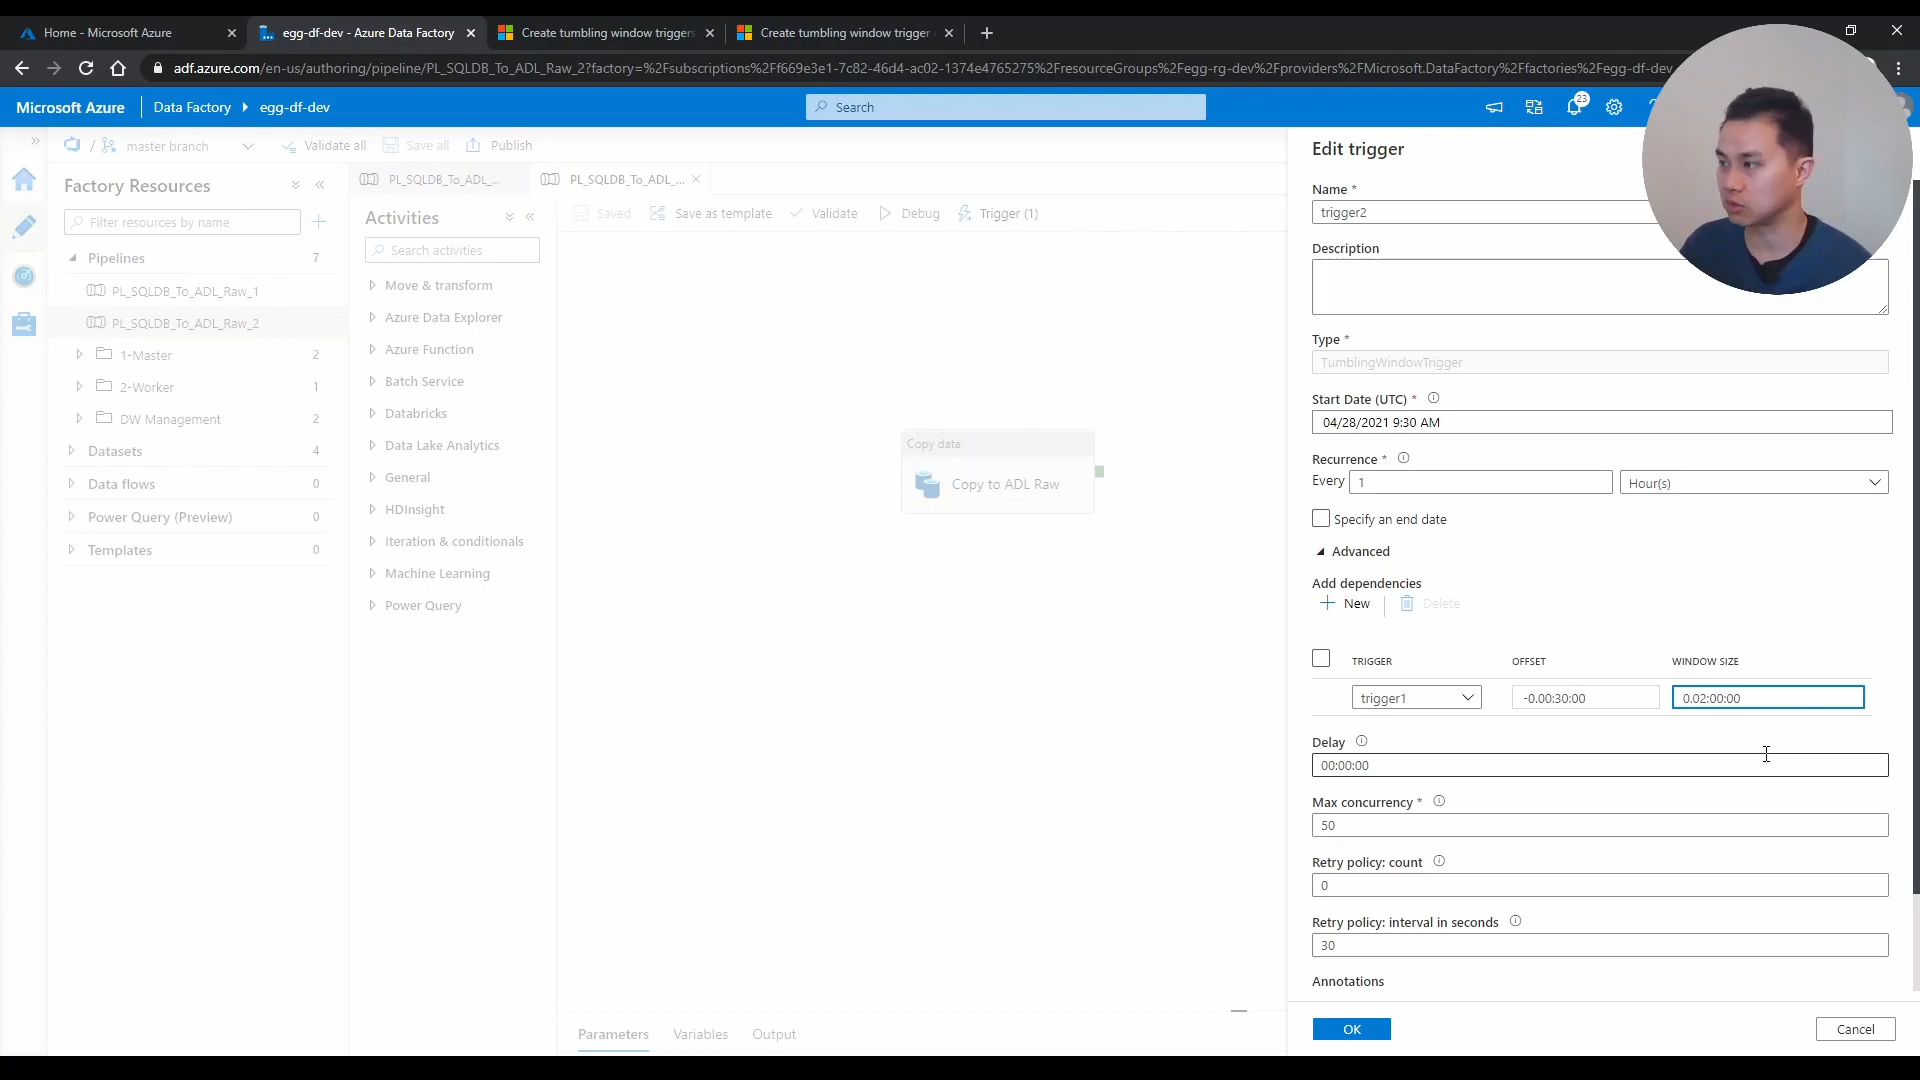 Home - Microsoft Azure
egg-df-dev - Azure Data Factory
Create tumbling window triggers
Create tumbling window trigger
adf.azure.com/en-us/authoring/pipeline/PL_SQLDB_To_ADL_Raw_2?factory=%2Fsubscriptions%2Ff669e3e1-7c82-46d4-ac02-1374e4765275%2FresourceGroups%2Fegg-rg-dev%2Fproviders%2FMicrosoft.DataFactory%2Ffactories%2Fegg-df-dev
Microsoft Azure
Data Factory
egg-df-dev
Search
23
/ master branch
Validate all
Save all
Publish
Factory Resources
Filter resources by name
Pipelines 7
PL_SQLDB_To_ADL_Raw_1
PL_SQLDB_To_ADL_Raw_2
1-Master 2
2-Worker 1
DW Management 2
Datasets 4
Data flows 0
Power Query (Preview) 0
Templates 0
PL_SQLDB_To_ADL_...
PL_SQLDB_To_ADL_...
Activities
Search activities
Move & transform
Azure Data Explorer
Azure Function
Batch Service
Databricks
Data Lake Analytics
General
HDInsight
Iteration & conditionals
Machine Learning
Power Query
Saved
Save as template
Validate
Debug
Trigger (1)
Copy data
Copy to ADL Raw
Parameters
Variables
Output
Edit trigger
Name *
trigger2
Description
Type *
TumblingWindowTrigger
Start Date (UTC) *
04/28/2021 9:30 AM
Recurrence *
Every 1 Hour(s)
Specify an end date
Advanced
Add dependencies
New
Delete
TRIGGER OFFSET WINDOW SIZE
trigger1 -0.00:30:00 0.02:00:00
Delay
00:00:00
Max concurrency *
50
Retry policy: count
0
Retry policy: interval in seconds
30
Annotations
OK
Cancel